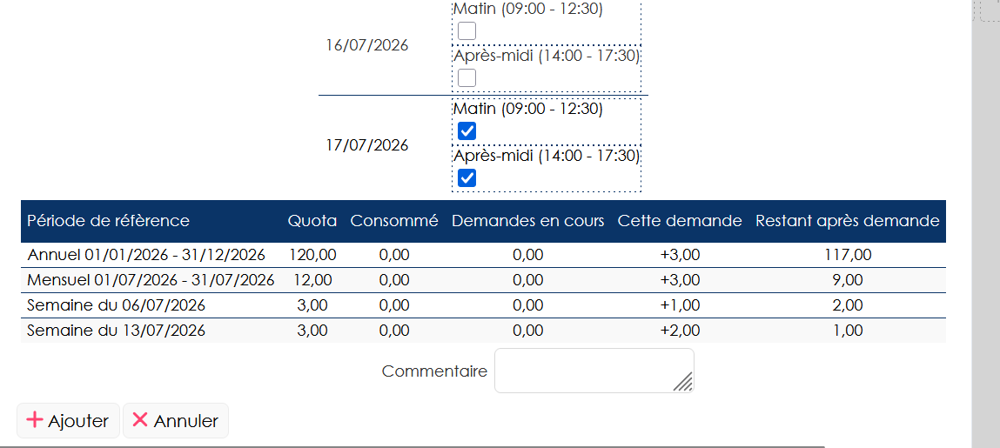 Matin (09:00 - 12:30)
16/07/2026
Après-midi (14:00 - 17:30)
Matin (09:00 - 12:30)
17/07/2026
Après-midi (14:00 - 17:30)
Période de réfèrence Quota Consommé Demandes en cours Cette demande Restant après demande
Annuel 01/01/2026 - 31/12/2026 120,00 0,00 0,00 +3,00 117,00
Mensuel 01/07/2026 - 31/07/2026 12,00 0,00 0,00 +3,00 9,00
Semaine du 06/07/2026 3,00 0,00 0,00 +1,00 2,00
Semaine du 13/07/2026 3,00 0,00 0,00 +2,00 1,00
Commentaire
Ajouter Annuler